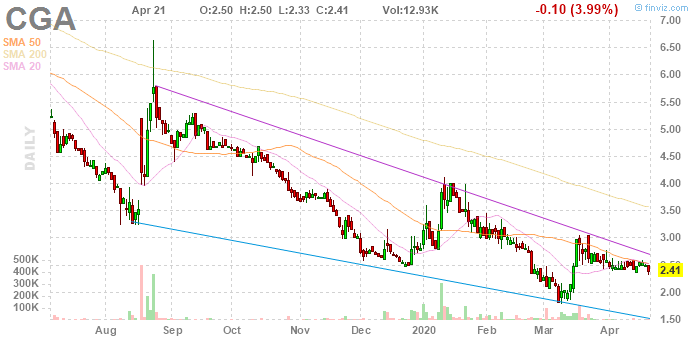 CGA Apr 21 O:2.50 H:2.50 L:2.33 C:2.41 Vol:12.93K -0.10 (3.99%)
© finviz.com
SMA 50
SMA 200
SMA 20
DAILY
7.00
6.50
6.00
5.50
5.00
4.50
4.00
3.50
3.00
2.50
2.41
2.00
1.50
500K
400K
300K
200K
100K
Aug Sep Oct Nov Dec 2020 Feb Mar Apr